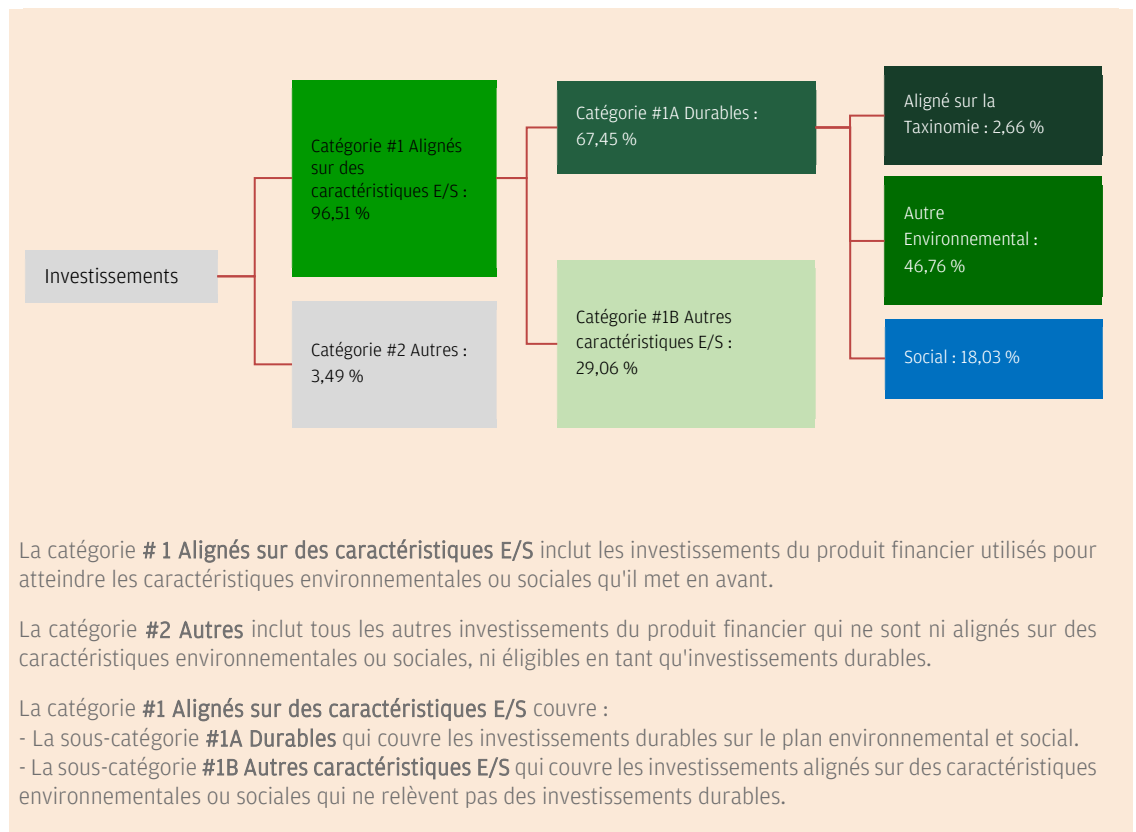 Investissements
Catégorie #1 Alignés
sur des
caractéristiques E/S :
96,51 %
Catégorie #2 Autres :
3,49 %
Catégorie #1A Durables :
67,45 %
Catégorie #1B Autres
caractéristiques E/S :
29,06 %
Aligné sur la
Taxinomie : 2,66 %
Autre
Environnemental :
46,76 %
Social : 18,03 %
La catégorie # 1 Alignés sur des caractéristiques E/S inclut les investissements du produit financier utilisés pour
atteindre les caractéristiques environnementales ou sociales qu'il met en avant.
La catégorie #2 Autres inclut tous les autres investissements du produit financier qui ne sont ni alignés sur des
caractéristiques environnementales ou sociales, ni éligibles en tant qu'investissements durables.
La catégorie #1 Alignés sur des caractéristiques E/S couvre :
- La sous-catégorie #1A Durables qui couvre les investissements durables sur le plan environnemental et social.
- La sous-catégorie #1B Autres caractéristiques E/S qui couvre les investissements alignés sur des caractéristiques
environnementales ou sociales qui ne relèvent pas des investissements durables.